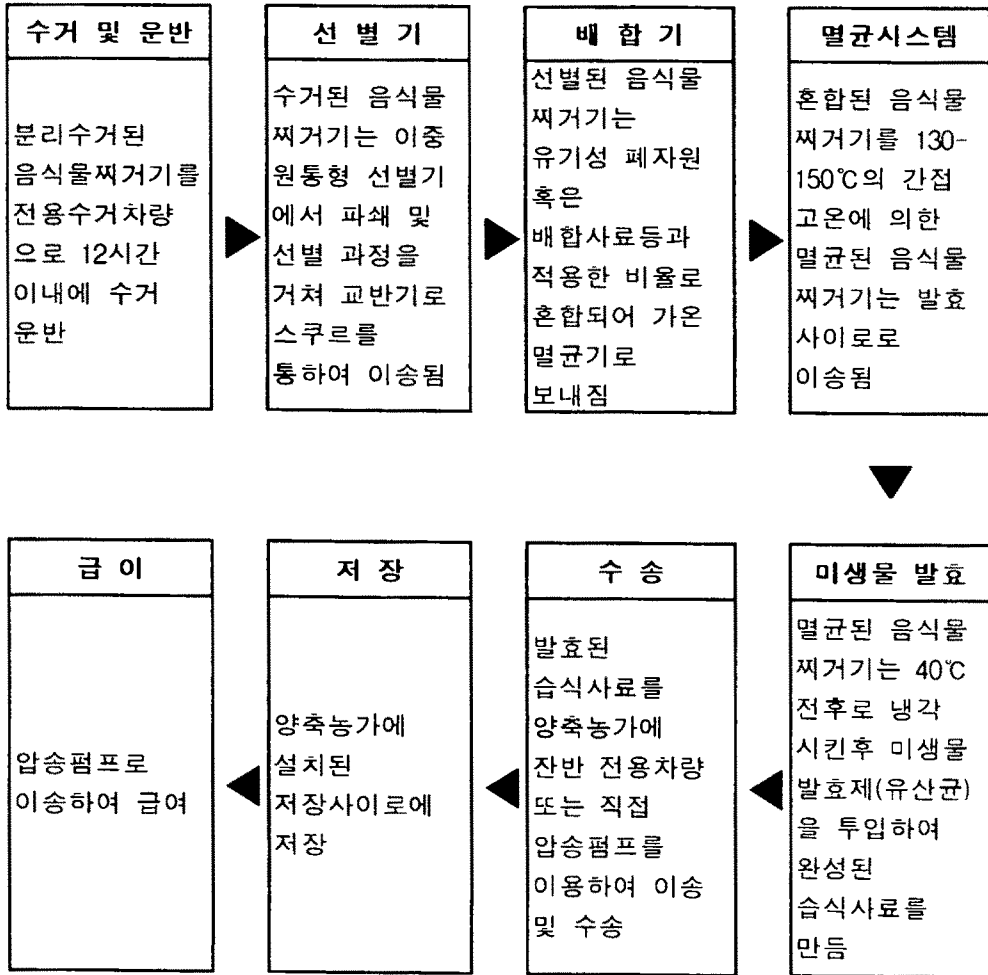 수거 및 운반
분리수거된
음식물찌거기를
전용수거차량
으로 12시간
이내에 수거
운반
선 별 기
수거된 음식물
찌거기는 이중
원통형 선별기
에서 파쇄 및
선별 과정을
거쳐 교반기로
스쿠르를
통하여 이송됨
배 합 기
선별된 음식물
찌거기는
유기성 폐자원
혹은
배합사료등과
적용한 비율로
혼합되어 가온
멸균기로
보내짐
멸균시스템
혼합된 음식물
찌거기를 130-
150℃의 간접
고온에 의한
멸균된 음식물
찌거기는 발효
사이로로
이송됨
미생물 발효
멸균된 음식물
찌거기는 40℃
전후로 냉각
시킨후 미생물
발효제(유산균)
을 투입하여
완성된
습식사료를
만듬
수 송
발효된
습식사료를
양축농가에
잔반 전용차량
또는 직접
압송펌프를
이용하여 이송
및 수송
저 장
양축농가에
설치된
저장사이로에
저장
급 이
압송펌프로
이송하여 급여